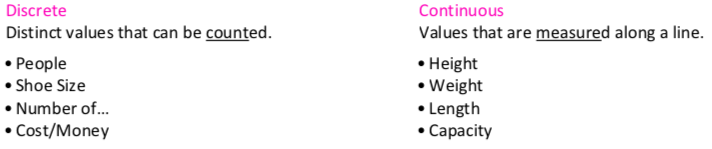 Discrete
Distinct values that can be counted.
• People
• Shoe Size
• Number of...
• Cost/Money
Continuous
Values that are measured along a line.
• Height
• Weight
• Length
• Capacity